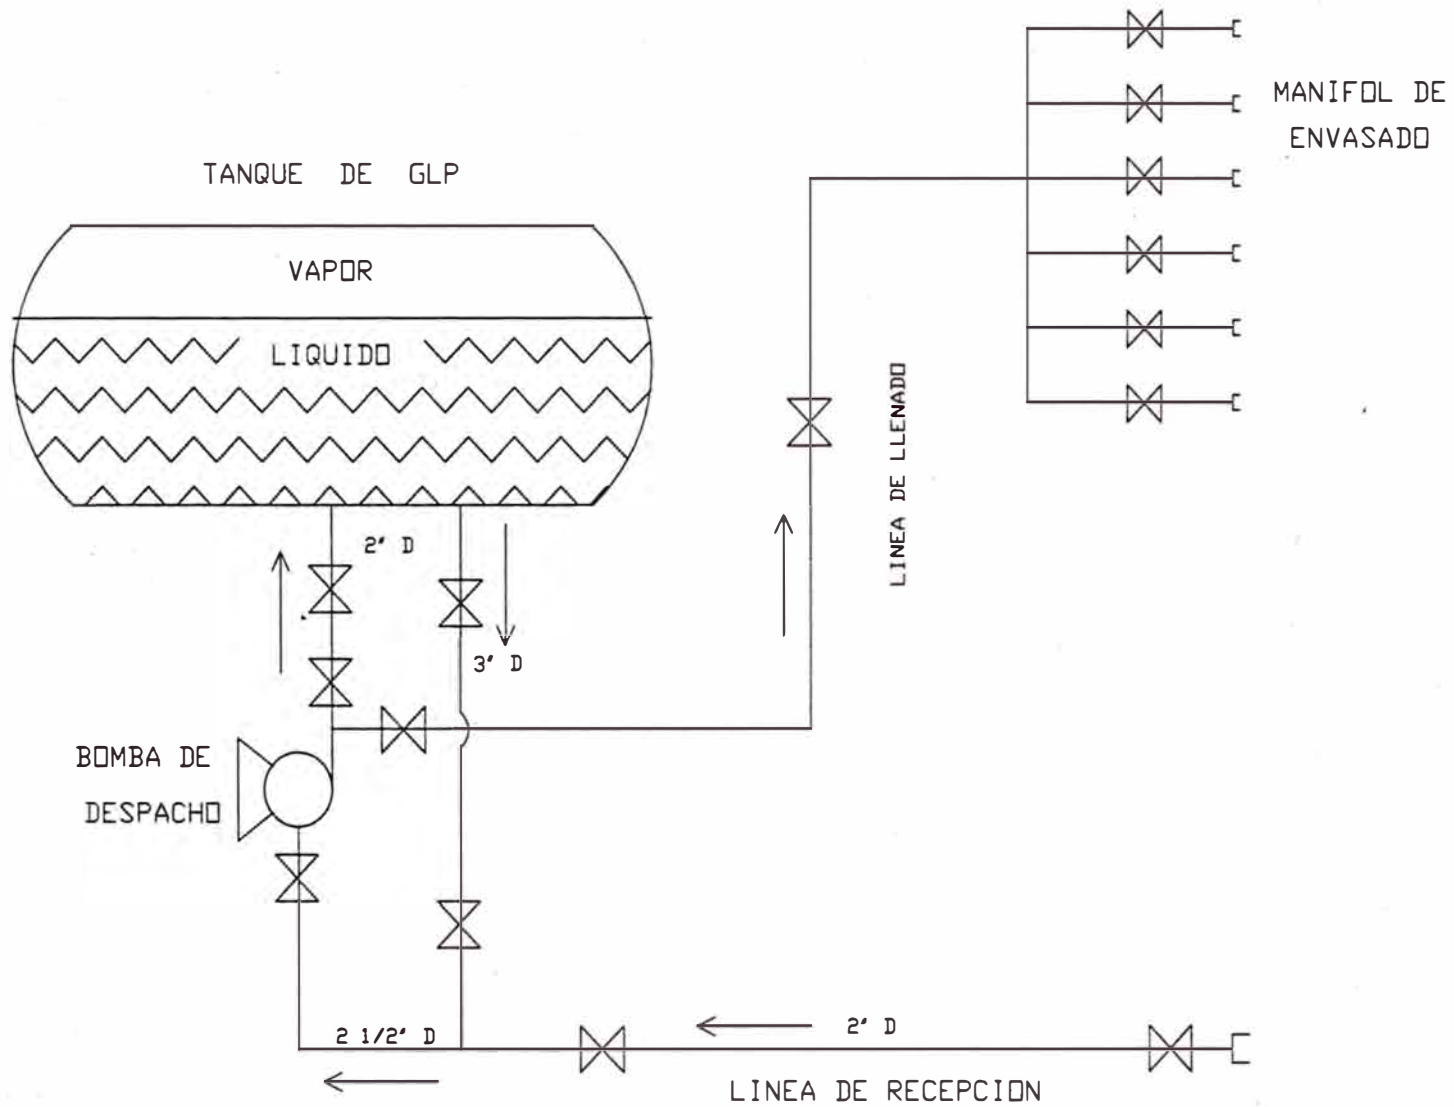 MANIFOL DE
ENVASADO
TANQUE DE GLP
VAPOR
LIQUIDO
LINEA DE LLENADO
2' D
3' D
BOMBA DE
DESPACHO
2 1/2' D
2' D
LINEA DE RECEPCION